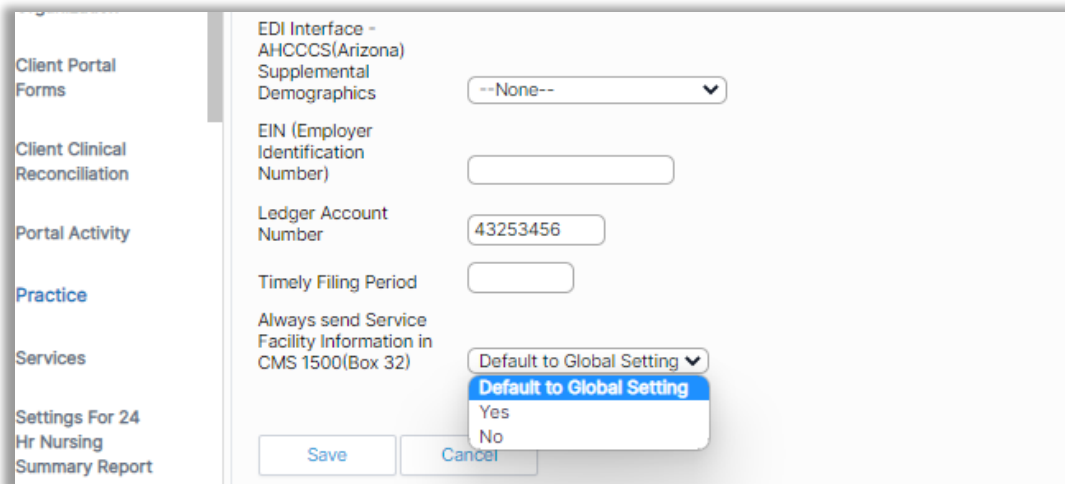 Client Portal
Forms
Client Clinical
Reconciliation
Portal Activity
Practice
Services
Settings For 24
Hr Nursing
Summary Report
EDI Interface -
AHCCCS(Arizona)
Supplemental
Demographics
--None--
EIN (Employer
Identification
Number)
Ledger Account
Number
43253456
Timely Filing Period
Always send Service
Facility Information in
CMS 1500(Box 32)
Default to Global Setting
Default to Global Setting
Yes
No
Save
Cancel